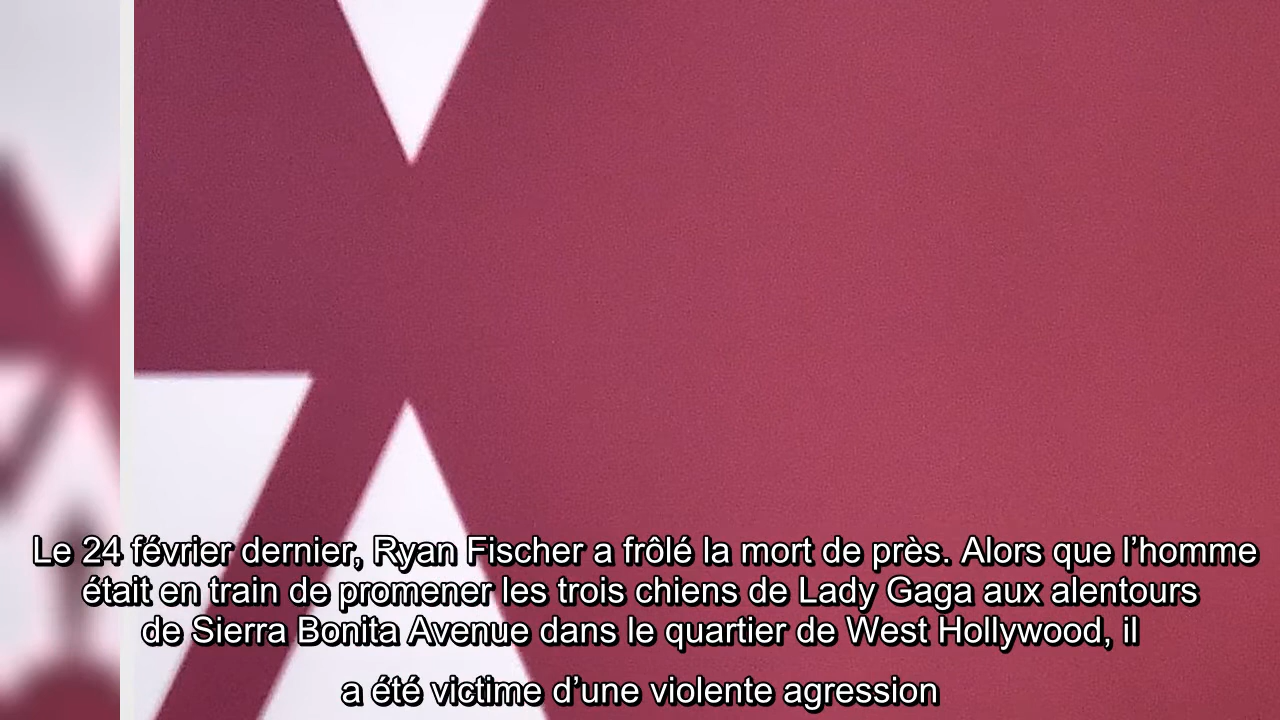 Le 24 février dernier, Ryan Fischer a frôlé la mort de près. Alors que l’homme
était en train de promener les trois chiens de Lady Gaga aux alentours
de Sierra Bonita Avenue dans le quartier de West Hollywood, il
a été victime d’une violente agression